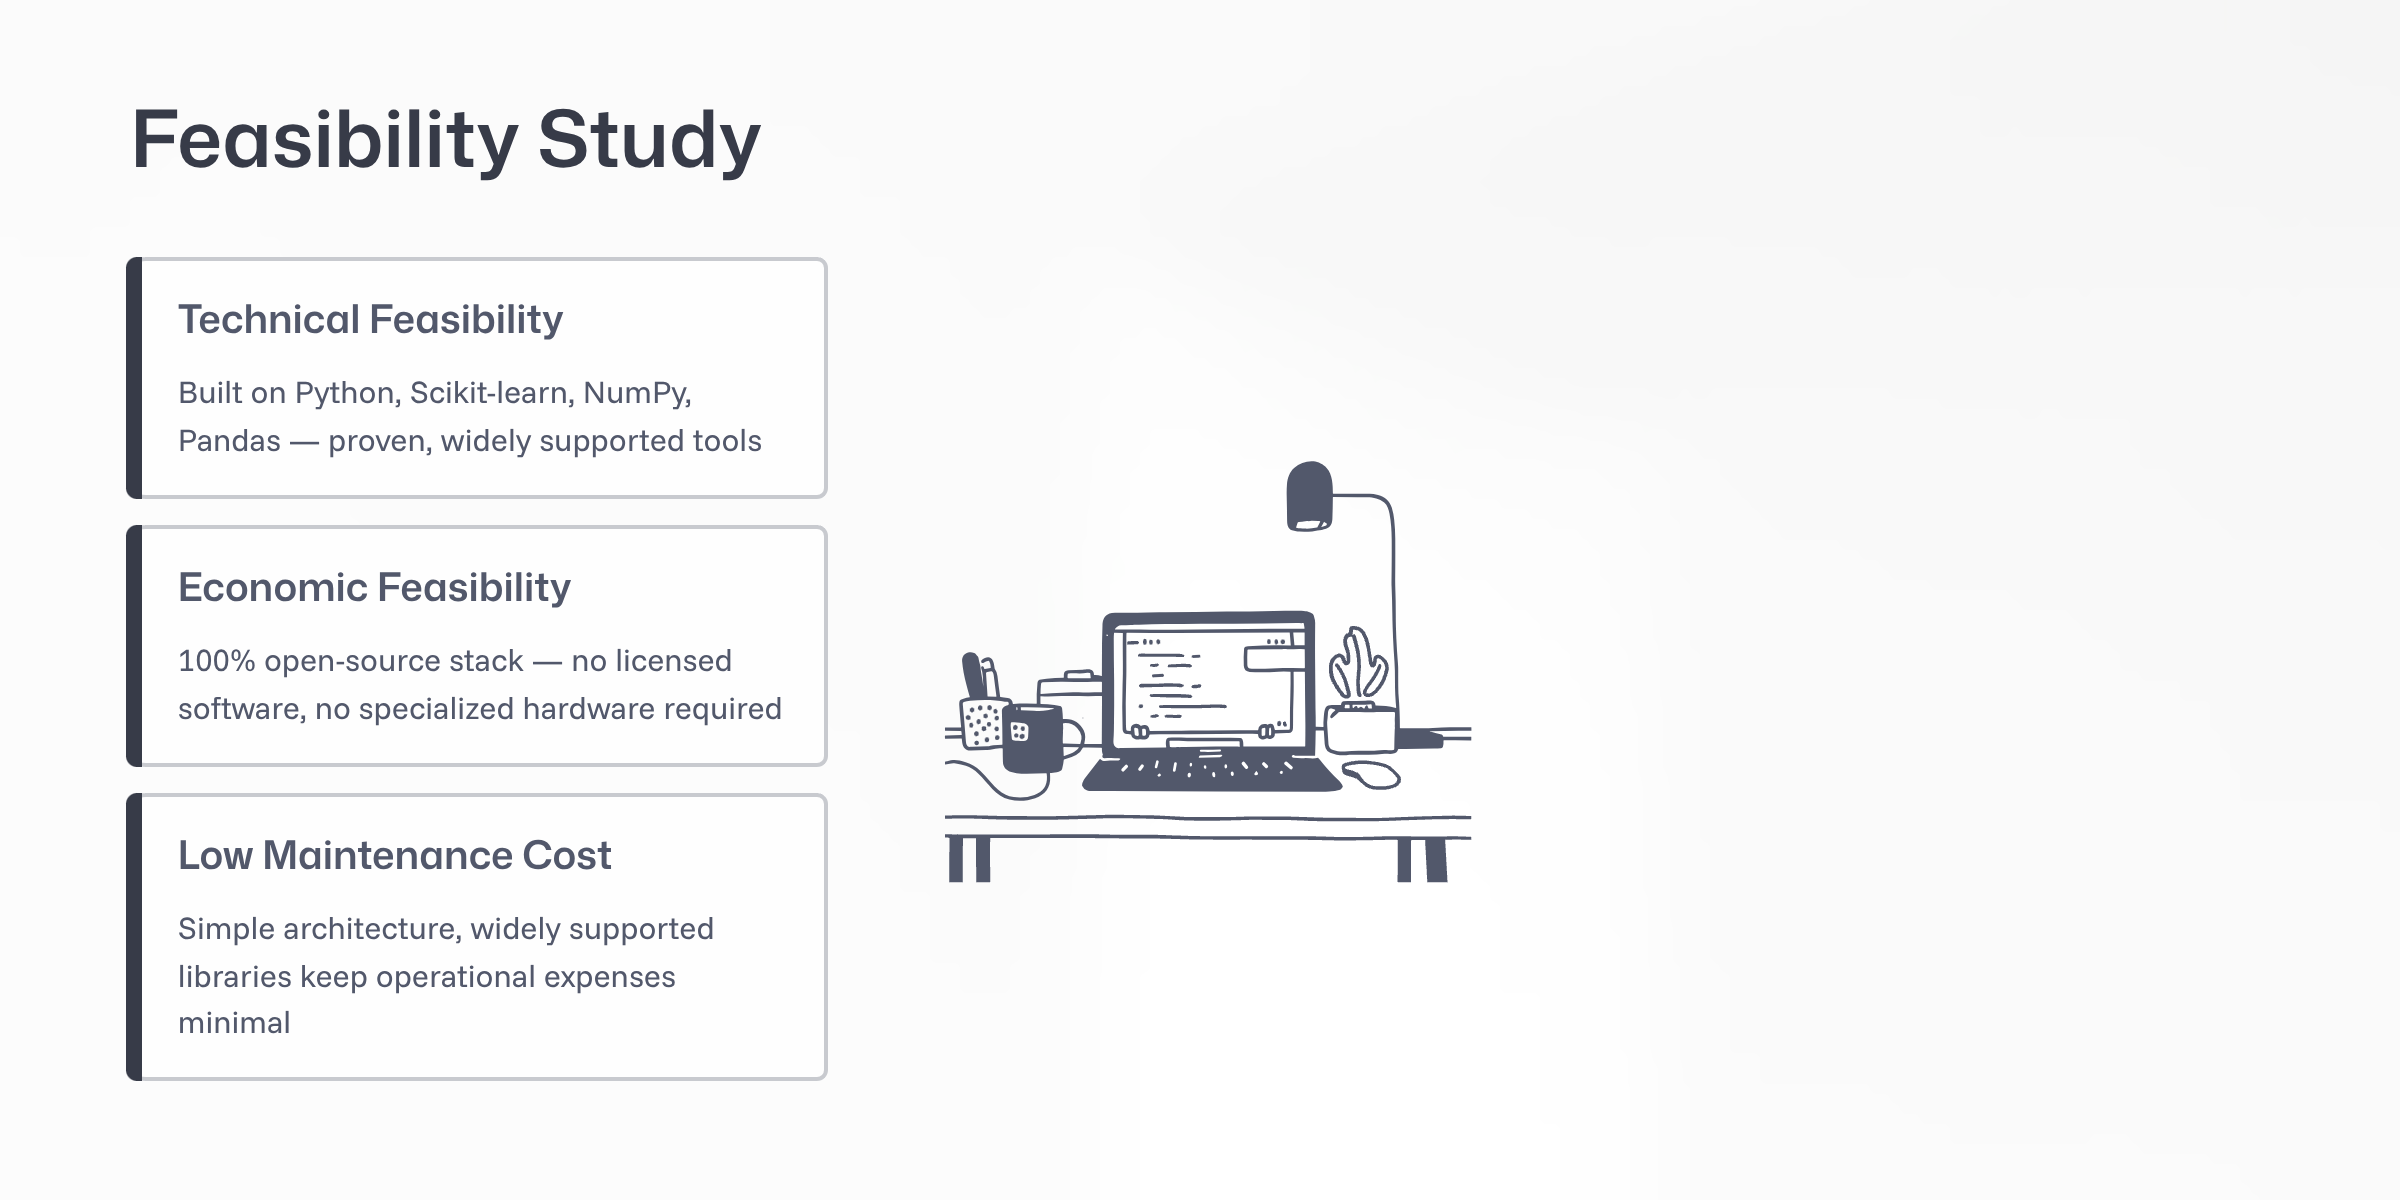 Feasibility Study
Technical Feasibility
Built on Python, Scikit-learn, NumPy,
Pandas — proven, widely supported tools
Economic Feasibility
100% open-source stack — no licensed
software, no specialized hardware required
Low Maintenance Cost
Simple architecture, widely supported
libraries keep operational expenses
minimal